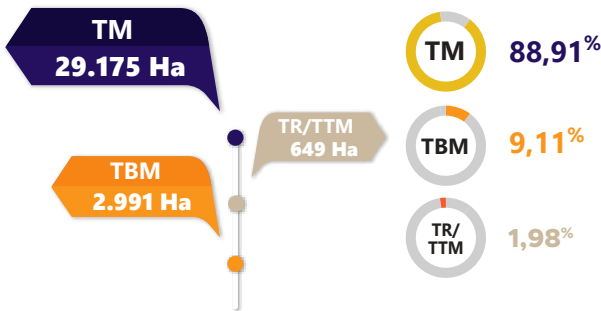 TM
29.175 Ha
TR/TTM
649 Ha
TBM
2.991 Ha
TM
88,91%
TBM
9,11%
TR/
TTM
1,98%